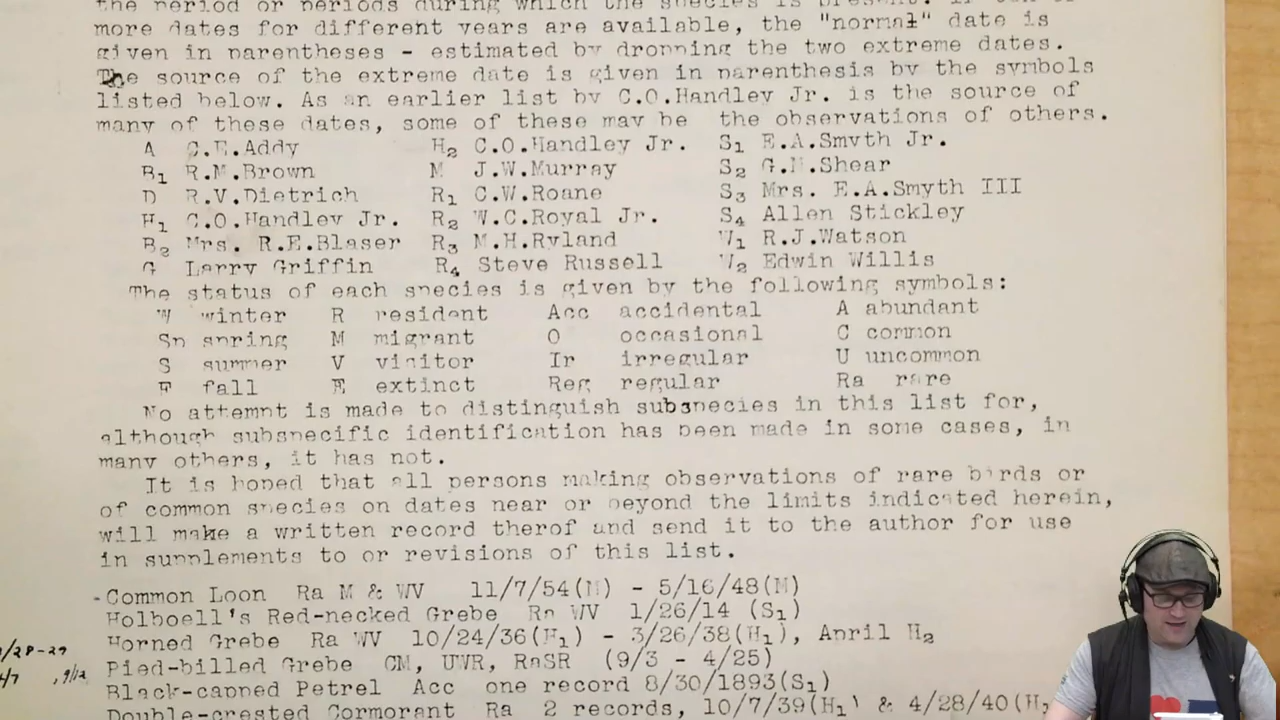 the period or periods during which the species is present. If
more dates for different years are available, the "normal" date is
given in parentheses - estimated by dropping the two extreme dates.
The source of the extreme date is given in parenthesis by the symbols
listed below. As an earlier list by C.O.Handley Jr. is the source of
many of these dates, some of these may be the observations of others.
A C.E.Addy H2 C.O.Handley Jr. S1 E.A.Smyth Jr.
B1 R.M.Brown M J.W.Murray S2 G.M.Shear
D R.V.Dietrich R1 C.W.Roane S3 Mrs. E.A.Smyth III
H1 C.O.Handley Jr. R2 W.C.Royal Jr. S4 Allen Stickley
B2 Mrs. R.E.Blaser R3 M.H.Ryland W1 R.J.Watson
G Larry Griffin R4 Steve Russell W2 Edwin Willis
The status of each species is given by the following symbols:
W winter R resident Acc accidental A abundant
Sp spring M migrant O occasional C common
S summer V visitor Ir irregular U uncommon
F fall E extinct Reg regular Ra rare
No attempt is made to distinguish subspecies in this list for,
although subspecific identification has been made in some cases, in
many others, it has not.
It is hoped that all persons making observations of rare birds or
of common species on dates near or beyond the limits indicated herein,
will make a written record therof and send it to the author for use
in supplements to or revisions of this list.
-Common Loon Ra M & WV 11/7/54(M) - 5/16/48(M)
Holboell's Red-necked Grebe Ra WV 1/26/14 (S1)
Horned Grebe Ra WV 10/24/36(H1) - 3/26/38(H1), April H2
Pied-billed Grebe CM, UWR, RaSR (9/3 - 4/25)
Black-capped Petrel Acc one record 8/30/1893(S1)
Double-crested Cormorant Ra 2 records, 10/7/39(H1) & 4/28/40(H